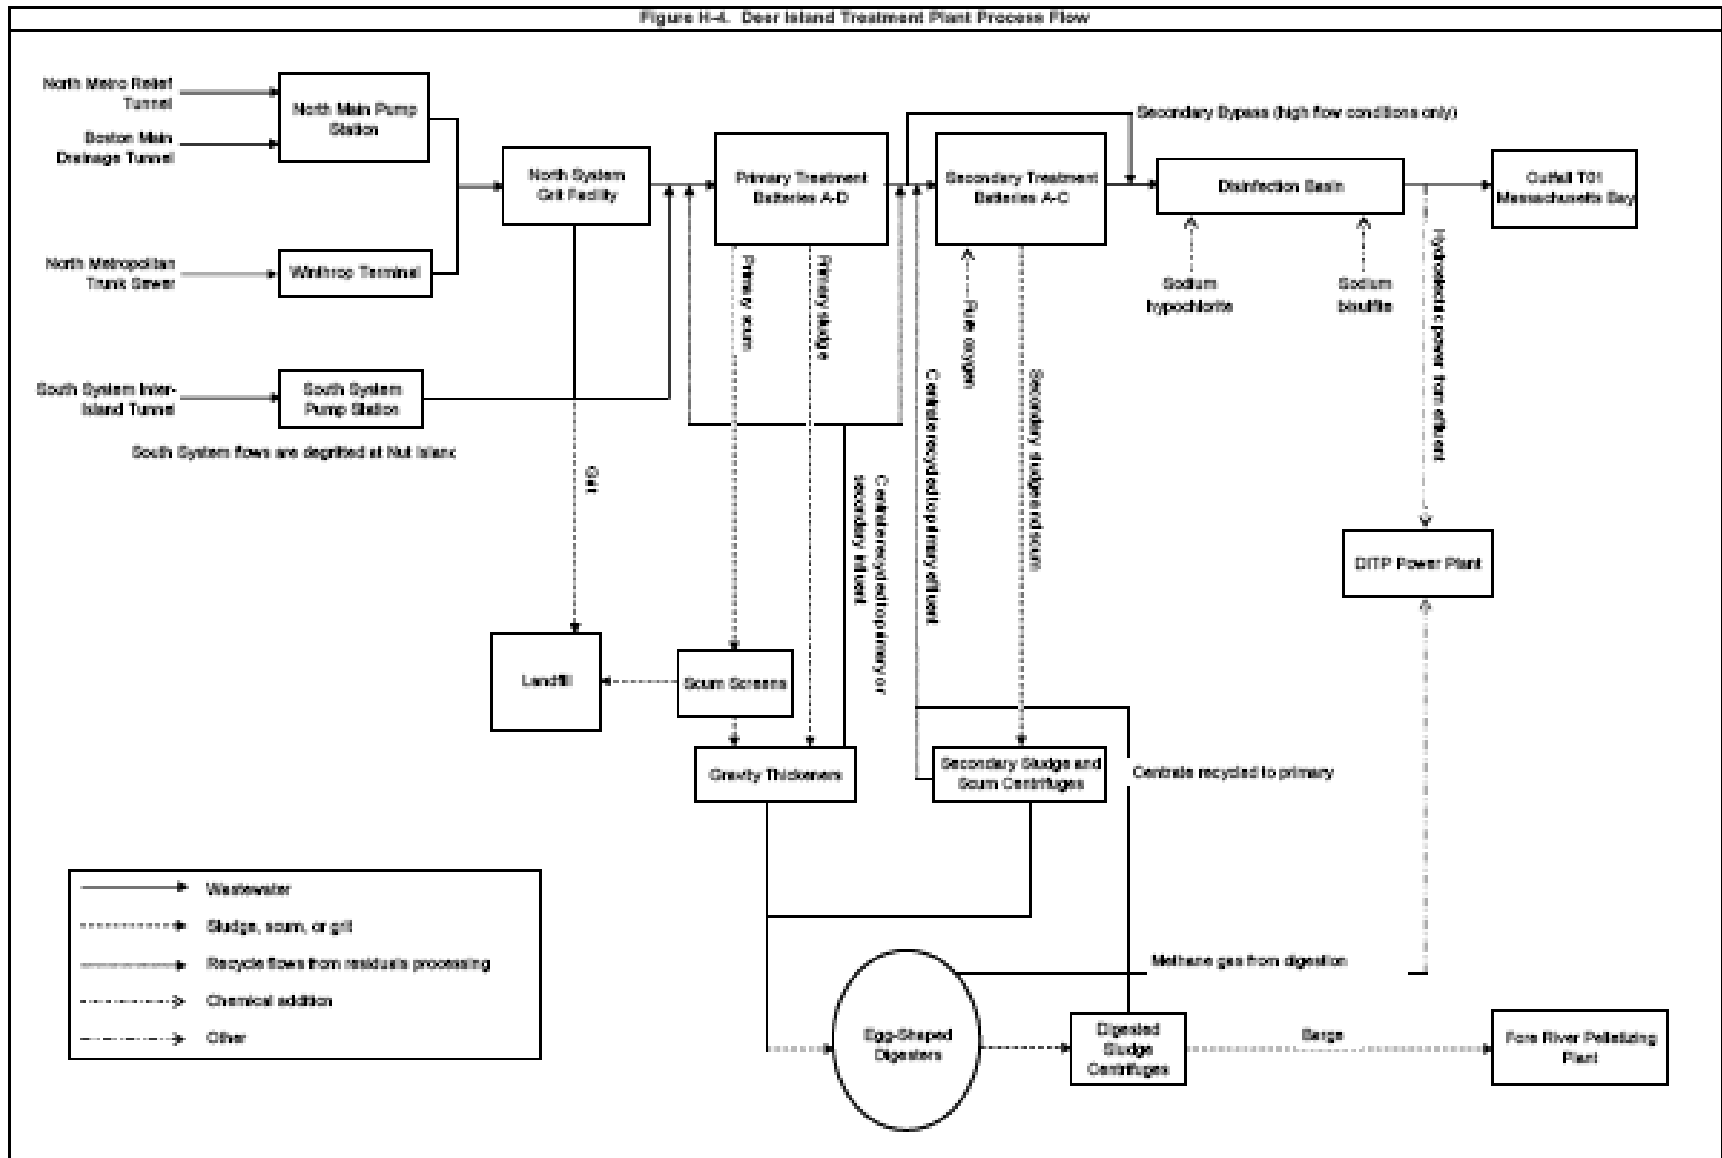 Figure H-4. Deer Island Treatment Plant Process Flow
North Metro Relief
Tunnel
Boston Main
Drainage Tunnel
North Main Pump
Station
North Metropolitan
Trunk Sewer
Winthrop Terminal
South System Inter-
Island Tunnel
South System
Pump Station
South System flows are degritted at Nut Island
North System
Grit Facility
Primary Treatment
Batteries A-D
Secondary Treatment
Batteries A-C
Secondary Bypass (high flow conditions only)
Disinfection Basin
Outfall T01
Massachusetts Bay
Sodium
hypochlorite
Sodium
bisulfite
Hydroelectric power from effluent
Primary scum
Primary sludge
Pure oxygen
Secondary sludge and scum
Centrate recycled to primary effluent
Centrate recycled to primary or
secondary influent
Grit
Landfill
Scum Screens
Gravity Thickeners
Secondary Sludge and
Scum Centrifuges
Centrate recycled to primary
DITP Power Plant
Methane gas from digestion
Egg-Shaped
Digesters
Digested
Sludge
Centrifuges
Barge
Fore River Pelletizing
Plant
Wastewater
Sludge, scum, or grit
Recycle flows from residuals processing
Chemical addition
Other